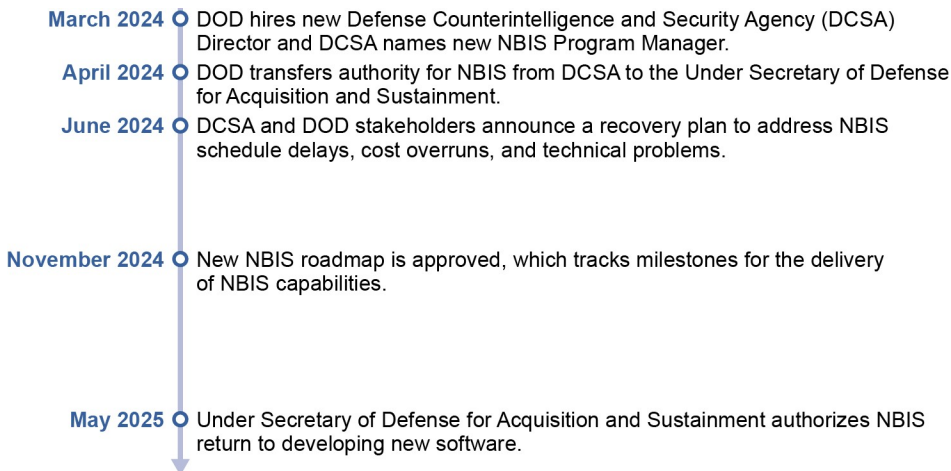 March 2024
DOD hires new Defense Counterintelligence and Security Agency (DCSA)
Director and DCSA names new NBIS Program Manager.
April 2024
DOD transfers authority for NBIS from DCSA to the Under Secretary of Defense
for Acquisition and Sustainment.
June 2024
DCSA and DOD stakeholders announce a recovery plan to address NBIS
schedule delays, cost overruns, and technical problems.
November 2024
New NBIS roadmap is approved, which tracks milestones for the delivery
of NBIS capabilities.
May 2025
Under Secretary of Defense for Acquisition and Sustainment authorizes NBIS
return to developing new software.